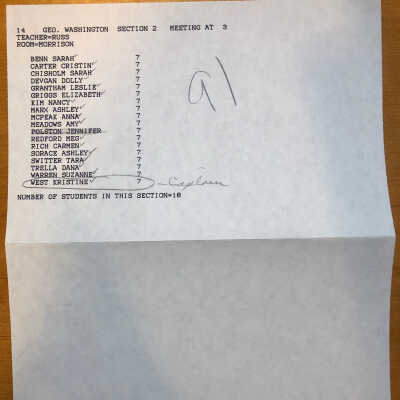 14 GEO. WASHINGTON SECTION 2 MEETING AT 3
TEACHER=RUSS
ROOM=MORRISON
BENN SARAH 7
CARTER CRISTIN 7
CHISHOLM SARAH 7
DEVGAN DOLLY 7
GRANTHAM LESLIE 7
GRIGGS ELIZABETH 7
KIM NANCY 7
MARX ASHLEY 7
MCPEAK ANNA 7
MEADOWS AMY 7
POLSTON JENNIFER 7
REDFORD MEG 7
RICH CARMEN 7
SORACE ASHLEY 7
SWITTER TARA 7
TRELLA DANA 7
WARREN SUZANNE 7
WEST KRISTINE 7 - Captain
NUMBER OF STUDENTS IN THIS SECTION=18